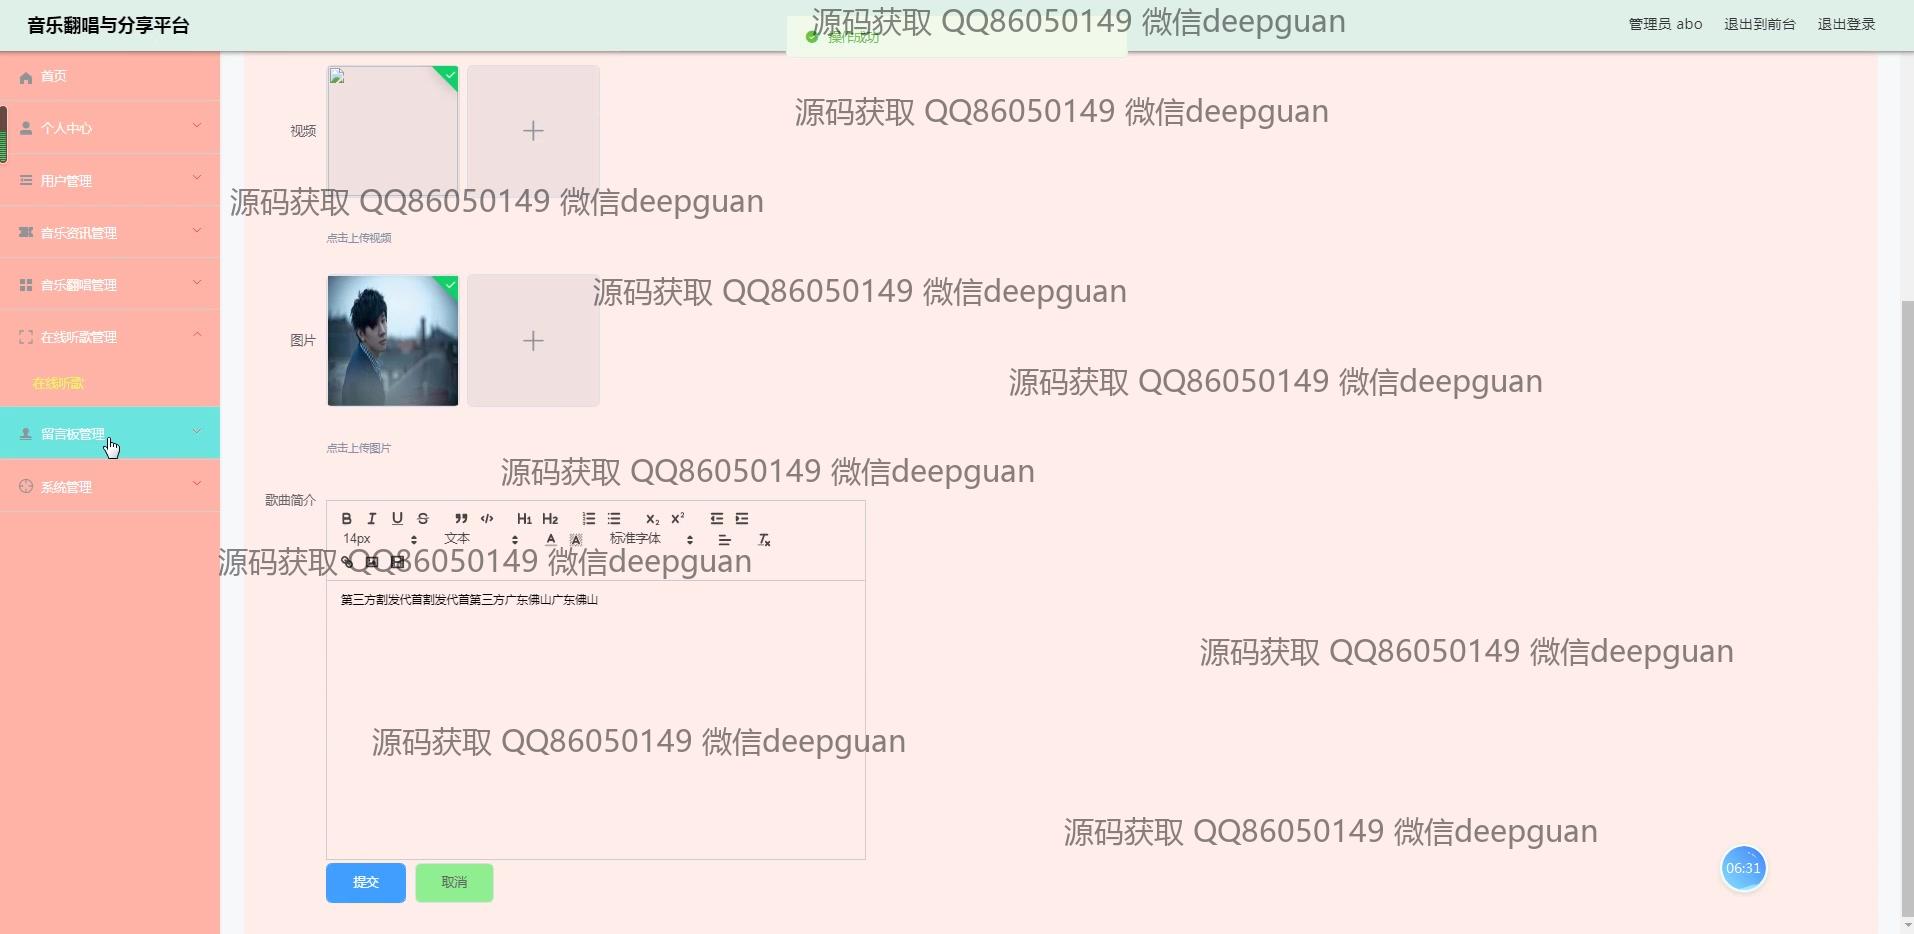 音乐翻唱与分享平台
源码获取 QQ86050149 微信deepguan
操作成功
管理员 abo
退出到前台
退出登录
首页
个人中心
用户管理
音乐资讯管理
音乐翻唱管理
在线听歌管理
在线听歌
留言板管理
系统管理
源码获取 QQ86050149 微信deepguan
视频
源码获取 QQ86050149 微信deepguan
点击上传视频
源码获取 QQ86050149 微信deepguan
图片
源码获取 QQ86050149 微信deepguan
点击上传图片
源码获取 QQ86050149 微信deepguan
歌曲简介
B I U S H1 H2 X₂ X²
14px 文本 A A 标准字体 Tx
源码获取 QQ86050149 微信deepguan
第三方割发代首割发代首第三方广东佛山广东佛山
源码获取 QQ86050149 微信deepguan
源码获取 QQ86050149 微信deepguan
源码获取 QQ86050149 微信deepguan
06:31
提交
取消